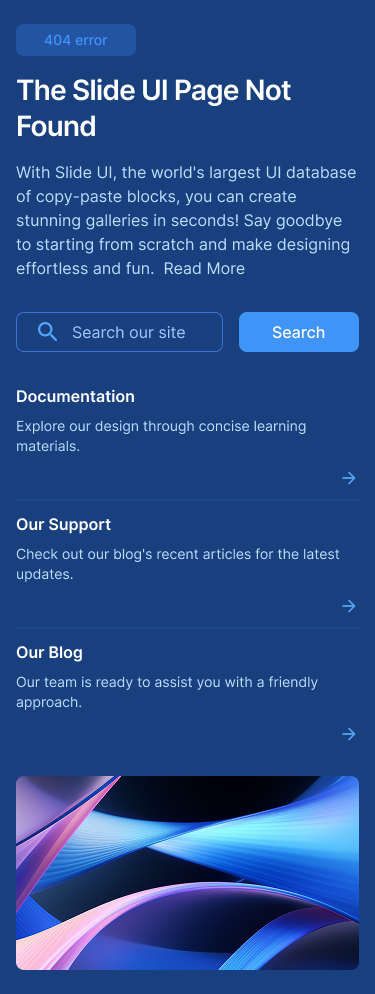 404 error
The Slide UI Page Not
Found
With Slide UI, the world's largest UI database
of copy-paste blocks, you can create
stunning galleries in seconds! Say goodbye
to starting from scratch and make designing
effortless and fun.  Read More
Search our site
Search
Documentation
Explore our design through concise learning
materials.
Our Support
Check out our blog's recent articles for the latest
updates.
Our Blog
Our team is ready to assist you with a friendly
approach.